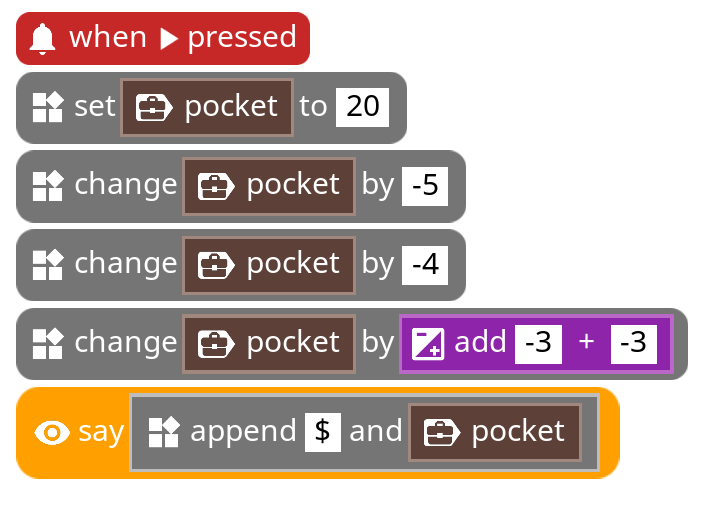 when ▶ pressed
set pocket to 20
change pocket by -5
change pocket by -4
change pocket by add -3 + -3
say append $ and pocket